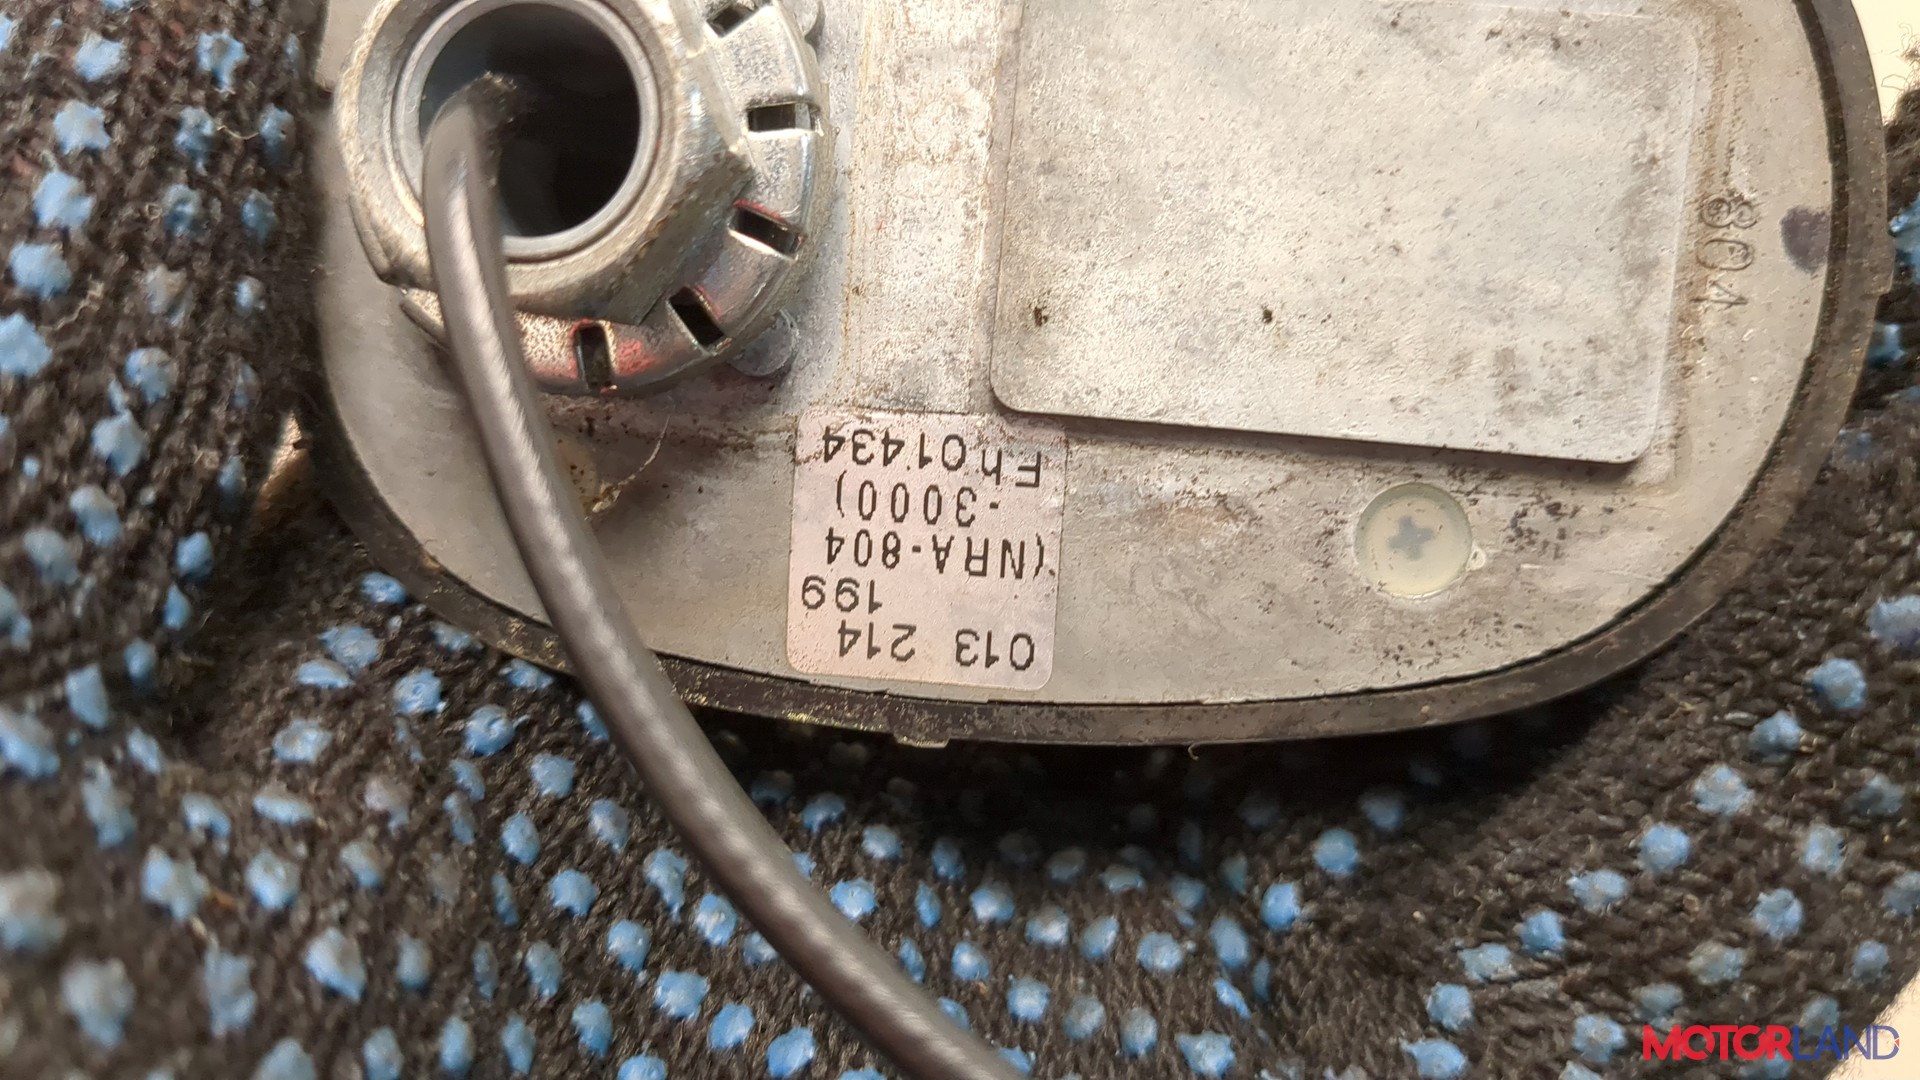 013 214
199
(NRA-804
-3000)
Fh01434
804
MOTORLAND